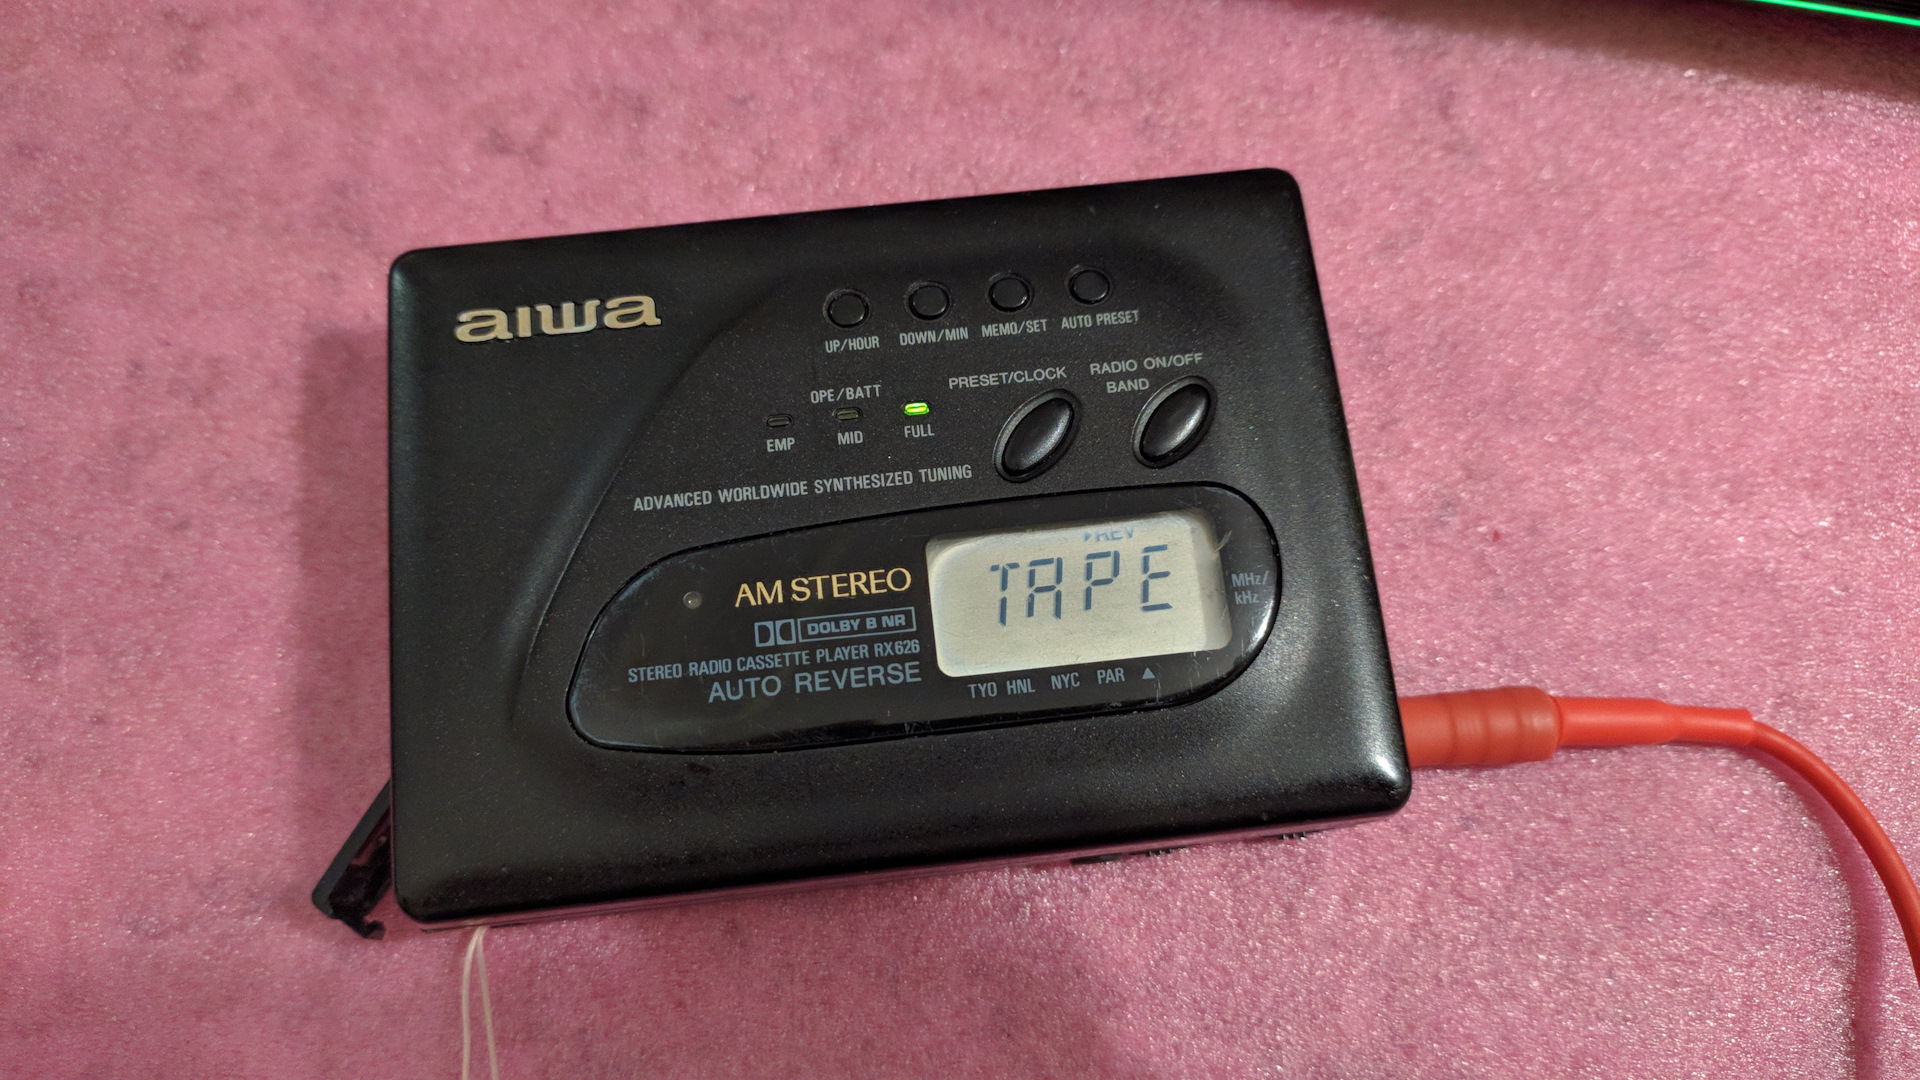 aiwa
UP/HOUR DOWN/MIN MEMO/SET AUTO PRESET
PRESET/CLOCK RADIO ON/OFF
BAND
OPE/BATT
EMP MID FULL
ADVANCED WORLDWIDE SYNTHESIZED TUNING
REV
TAPE
MHz/
kHz
AM STEREO
DOLBY B NR
STEREO RADIO CASSETTE PLAYER RX626
AUTO REVERSE
TYO HNL NYC PAR ▲